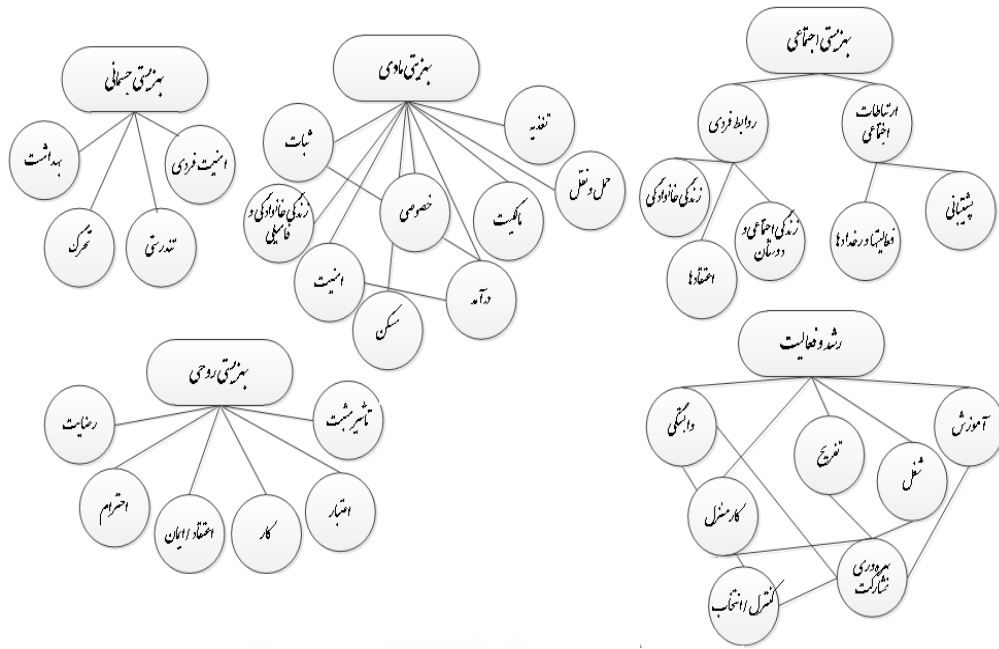 بهزیستی اجتماعی
روابط فردی
ارتباطات
اجتماعی
زندگی خانوادگی
اعتقادها
زندگی اجتماعی و
دوستان
فعالیتها و رخدادها
پشتیبانی
بهزیستی مادی
ثبات
تغذیه
زندگی خانوادگی و
فامیلی
خصوصی
مالکیت
حمل و نقل
امنیت
مسکن
درآمد
بهزیستی جسمانی
بهداشت
امنیت فردی
تحرک
تندرستی
رشد و فعالیت
وابستگی
تفریح
شغل
آموزش
کار منزل
بهره وری
مشارکت
کنترل / انتخاب
بهزیستی روحی
رضایت
تاثیر مثبت
احترام
اعتقاد / ایمان
کار
اعتبار